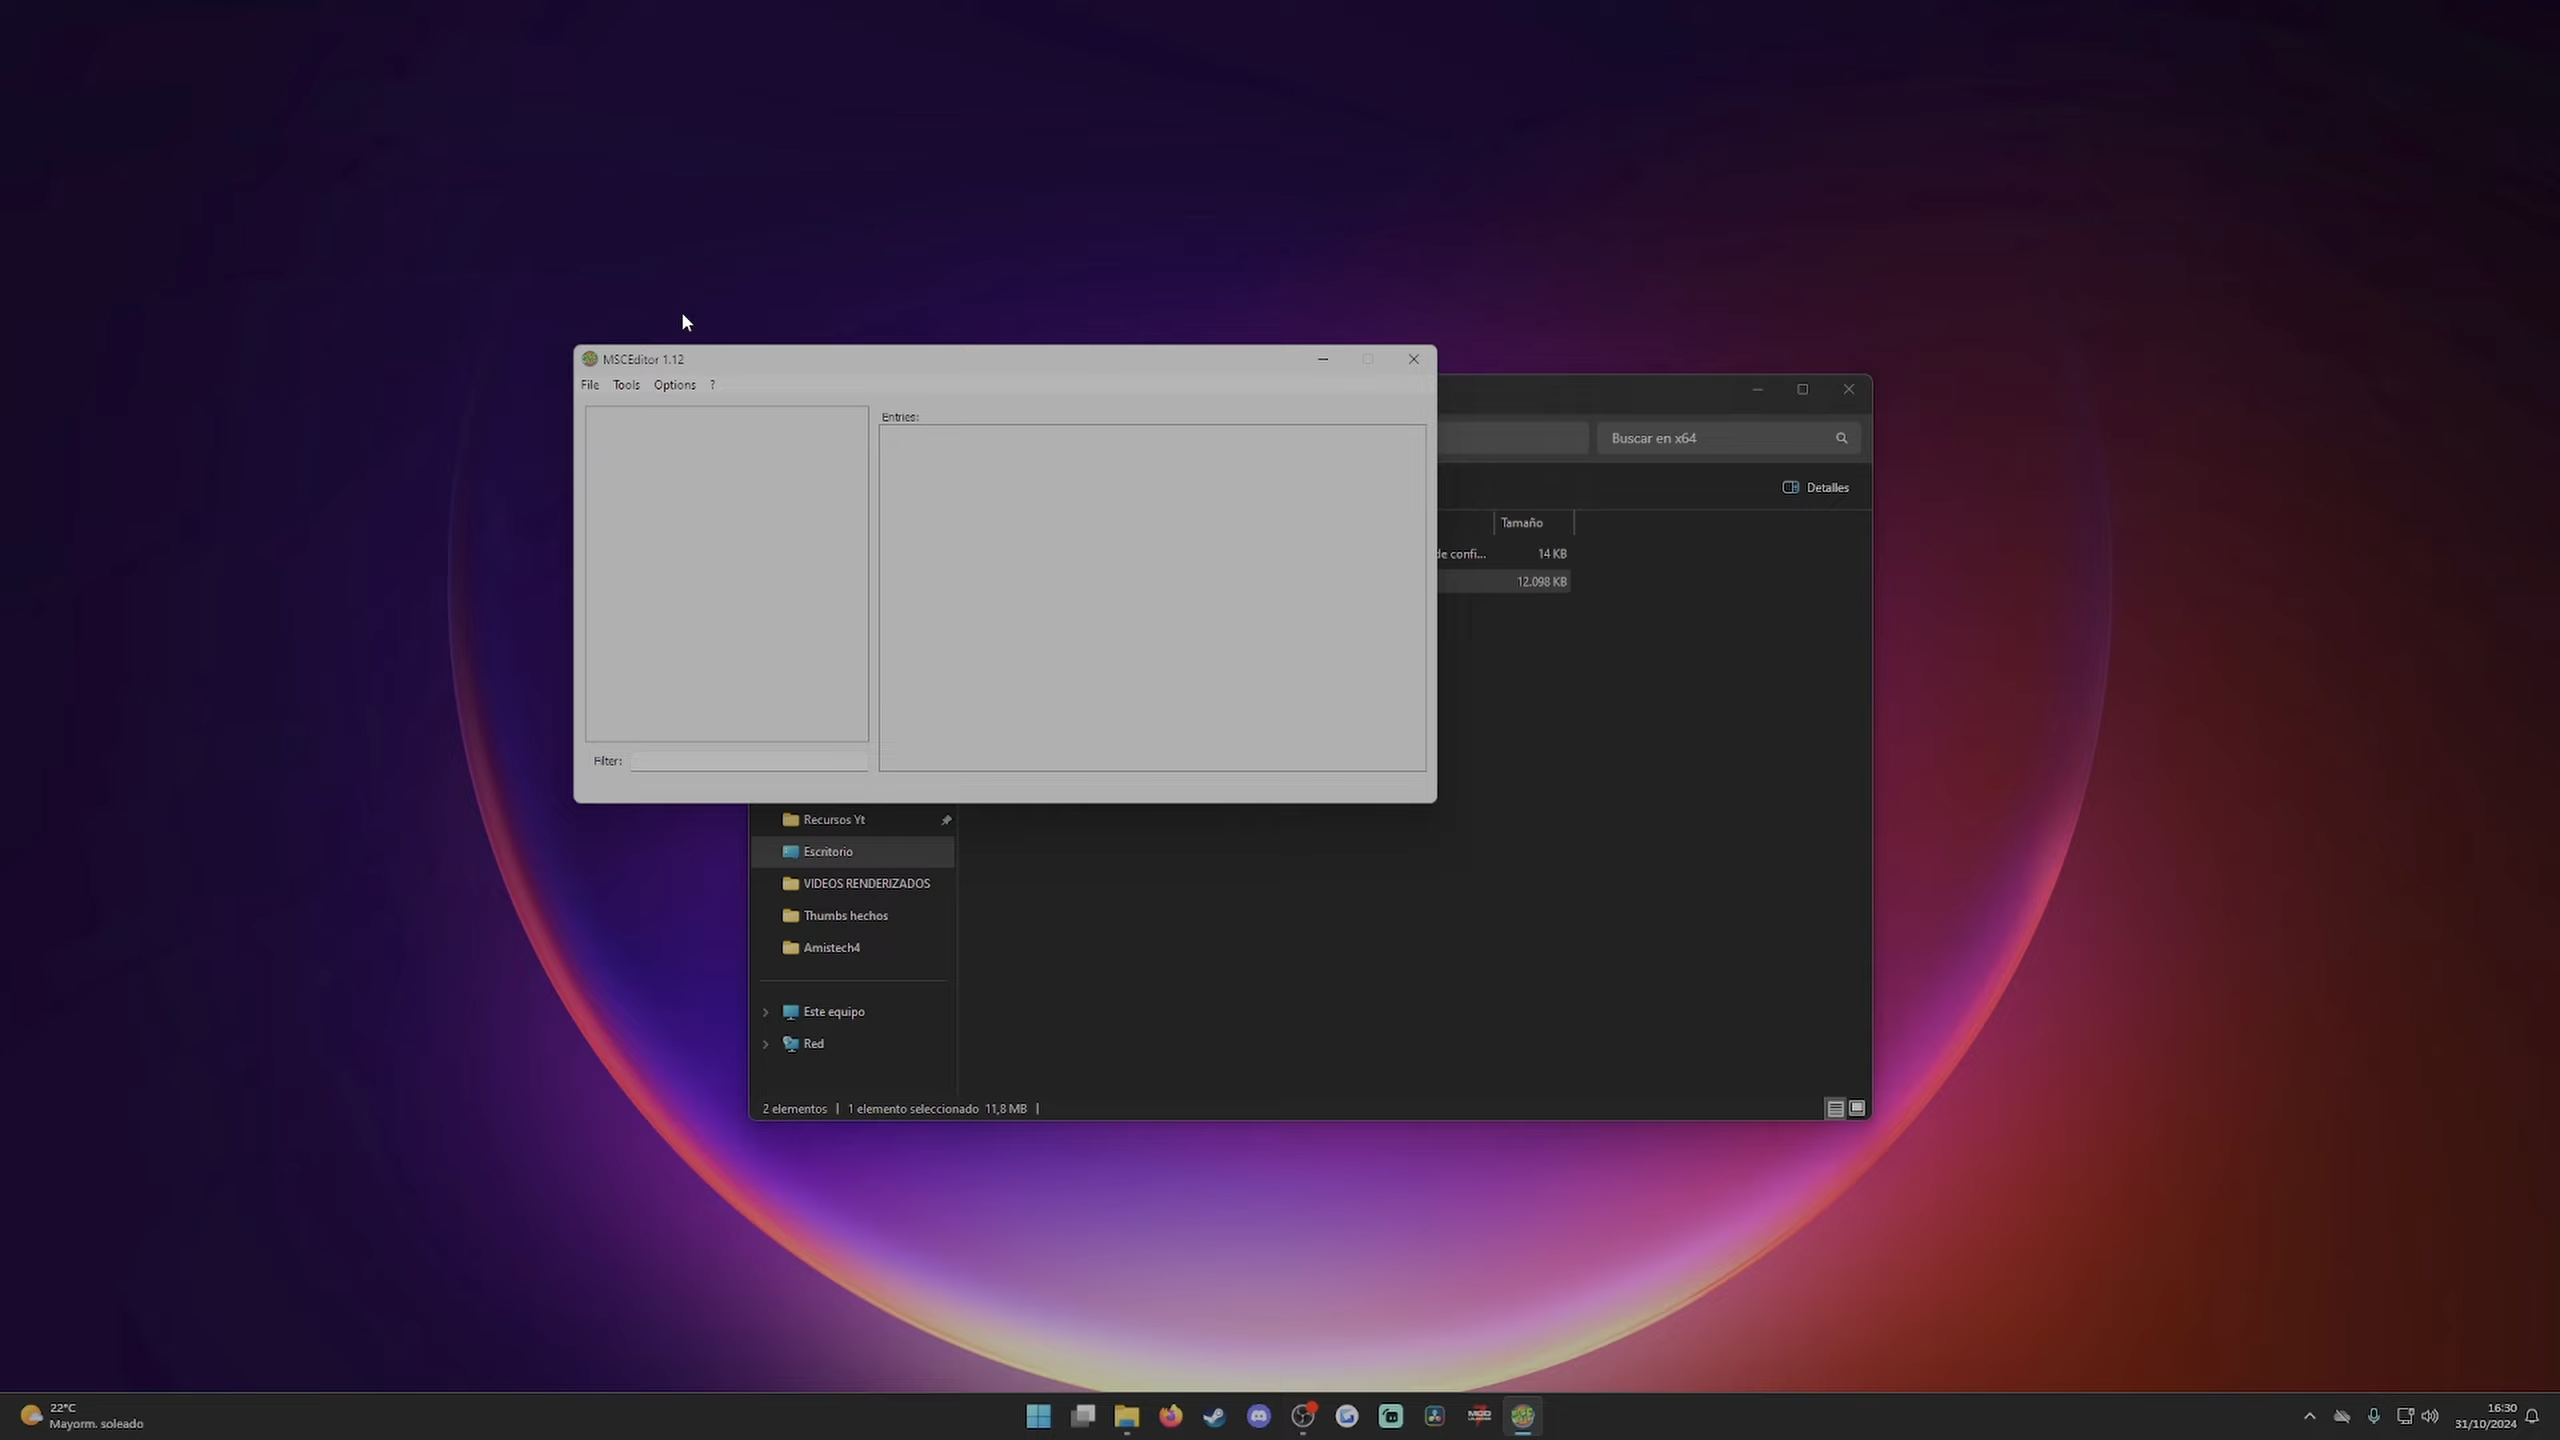 MSCEditor 1.12
File Tools Options ?
Entries:
Filter:
Buscar en x64
Detalles
Tamaño
de confi... 14 KB
12.098 KB
Recursos Yt
Escritorio
VIDEOS RENDERIZADOS
Thumbs hechos
Amistech4
Este equipo
Red
2 elementos | 1 elemento seleccionado 11,8 MB |
22°C
Mayorm. soleado
16:30
31/10/2024